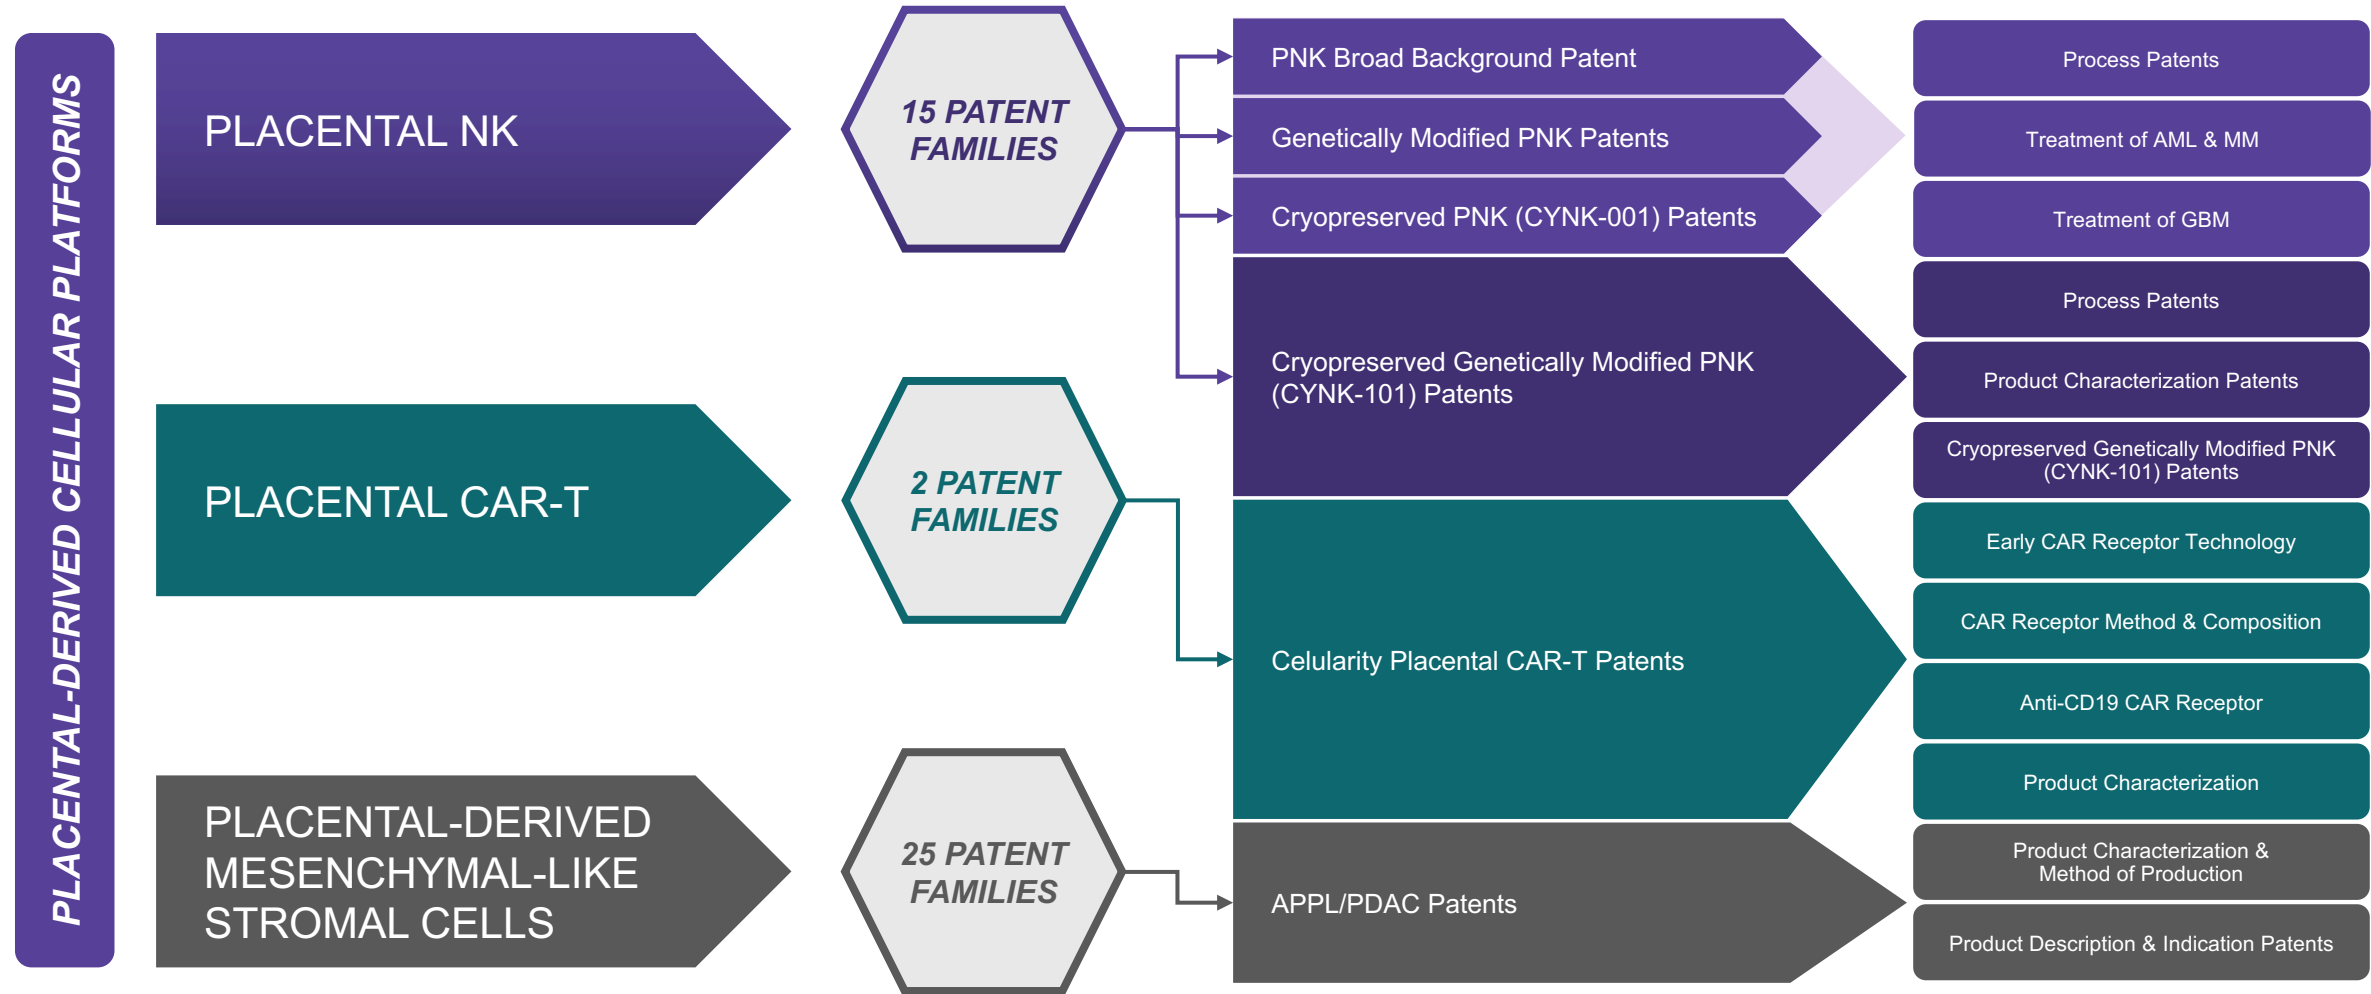 PLACENTAL-DERIVED CELLULAR PLATFORMS
PLACENTAL NK
15 PATENT
FAMILIES
PNK Broad Background Patent
Genetically Modified PNK Patents
Cryopreserved PNK (CYNK-001) Patents
Cryopreserved Genetically Modified PNK
(CYNK-101) Patents
Process Patents
Treatment of AML & MM
Treatment of GBM
Process Patents
Product Characterization Patents
Cryopreserved Genetically Modified PNK
(CYNK-101) Patents
PLACENTAL CAR-T
2 PATENT
FAMILIES
Celularity Placental CAR-T Patents
Early CAR Receptor Technology
CAR Receptor Method & Composition
Anti-CD19 CAR Receptor
Product Characterization
PLACENTAL-DERIVED
MESENCHYMAL-LIKE
STROMAL CELLS
25 PATENT
FAMILIES
APPL/PDAC Patents
Product Characterization &
Method of Production
Product Description & Indication Patents